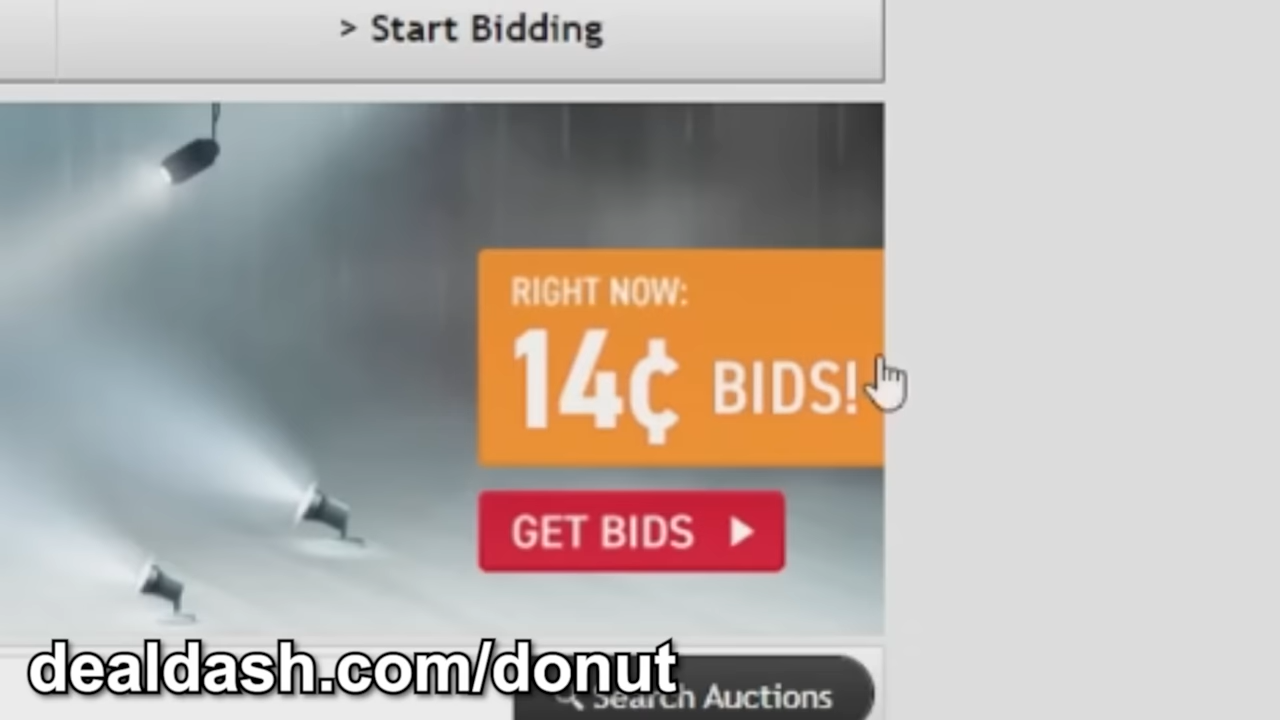 > Start Bidding
RIGHT NOW:
14¢ BIDS!
GET BIDS
dealdash.com/donut
Search Auctions